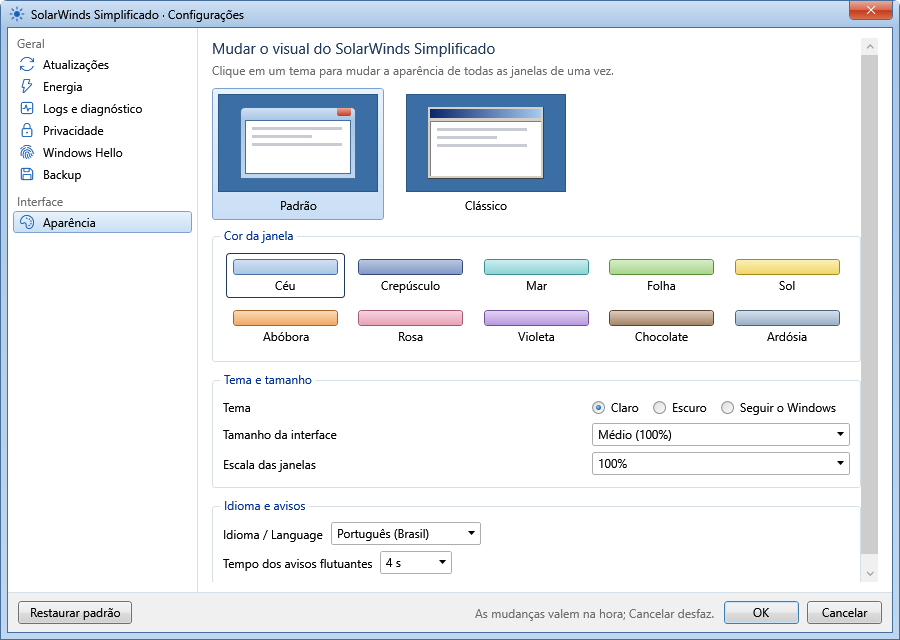 SolarWinds Simplificado · Configurações
Geral
Atualizações
Energia
Logs e diagnóstico
Privacidade
Windows Hello
Backup
Interface
Aparência
Mudar o visual do SolarWinds Simplificado
Clique em um tema para mudar a aparência de todas as janelas de uma vez.
Padrão
Clássico
Cor da janela
Céu
Crepúsculo
Mar
Folha
Sol
Abóbora
Rosa
Violeta
Chocolate
Ardósia
Tema e tamanho
Tema
Claro
Escuro
Seguir o Windows
Tamanho da interface
Médio (100%)
Escala das janelas
100%
Idioma e avisos
Idioma / Language
Português (Brasil)
Tempo dos avisos flutuantes
4 s
Restaurar padrão
As mudanças valem na hora; Cancelar desfaz.
OK
Cancelar